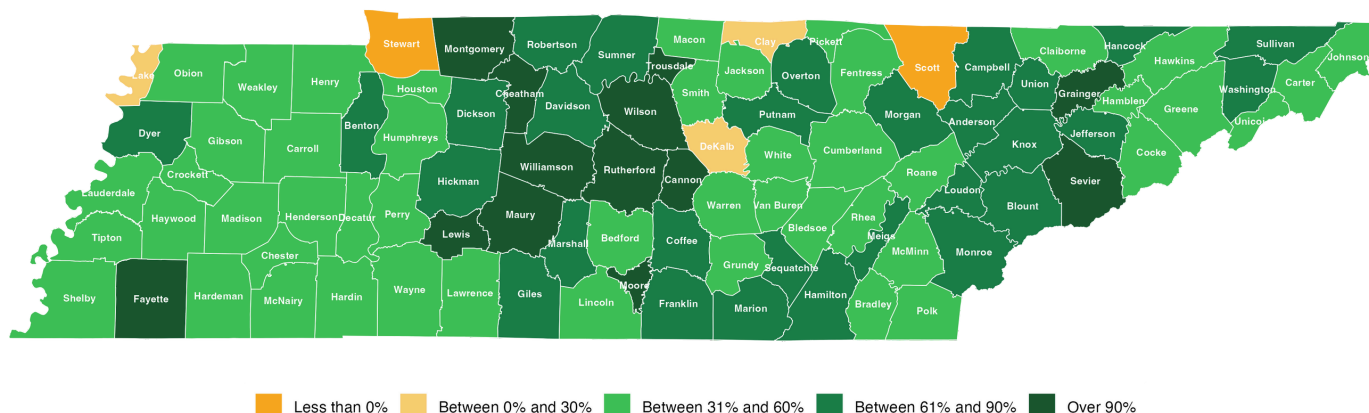 Stewart
Montgomery
Robertson
Sumner
Macon
Clay
Pickett
Scott
Campbell
Claiborne
Hancock
Hawkins
Sullivan
Johnson
Lake
Obion
Weakley
Henry
Houston
Cheatham
Trousdale
Jackson
Overton
Fentress
Union
Grainger
Hamblen
Greene
Washington
Carter
Unicoi
Dyer
Gibson
Carroll
Benton
Humphreys
Dickson
Davidson
Wilson
Smith
Putnam
Morgan
Anderson
Knox
Jefferson
Cocke
Sevier
Lauderdale
Crockett
Hickman
Williamson
Rutherford
Cannon
DeKalb
White
Cumberland
Roane
Loudon
Blount
Tipton
Haywood
Madison
Henderson
Decatur
Perry
Lewis
Maury
Marshall
Bedford
Coffee
Warren
Van Buren
Bledsoe
Rhea
Meigs
McMinn
Monroe
Chester
Grundy
Sequatchie
Shelby
Fayette
Hardeman
McNairy
Hardin
Wayne
Lawrence
Giles
Lincoln
Moore
Franklin
Marion
Hamilton
Bradley
Polk
Less than 0%
Between 0% and 30%
Between 31% and 60%
Between 61% and 90%
Over 90%